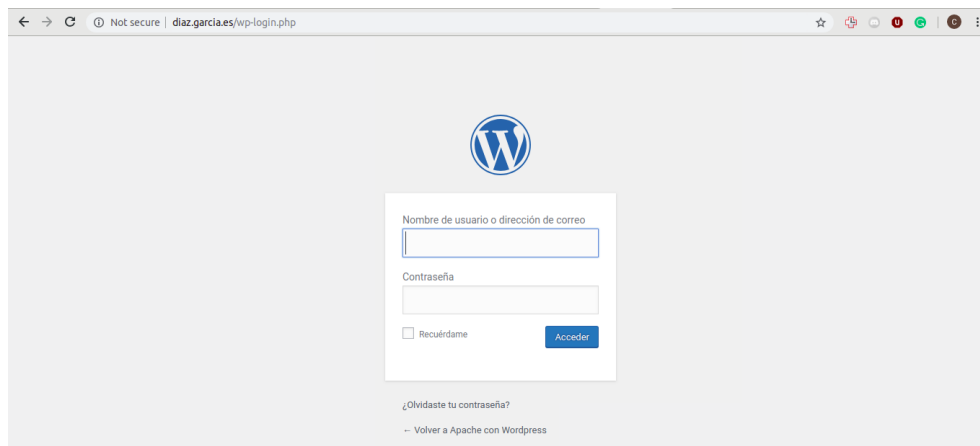 Not secure | diaz.garcia.es/wp-login.php
Nombre de usuario o dirección de correo
Contraseña
Recuérdame
Acceder
¿Olvidaste tu contraseña?
← Volver a Apache con Wordpress